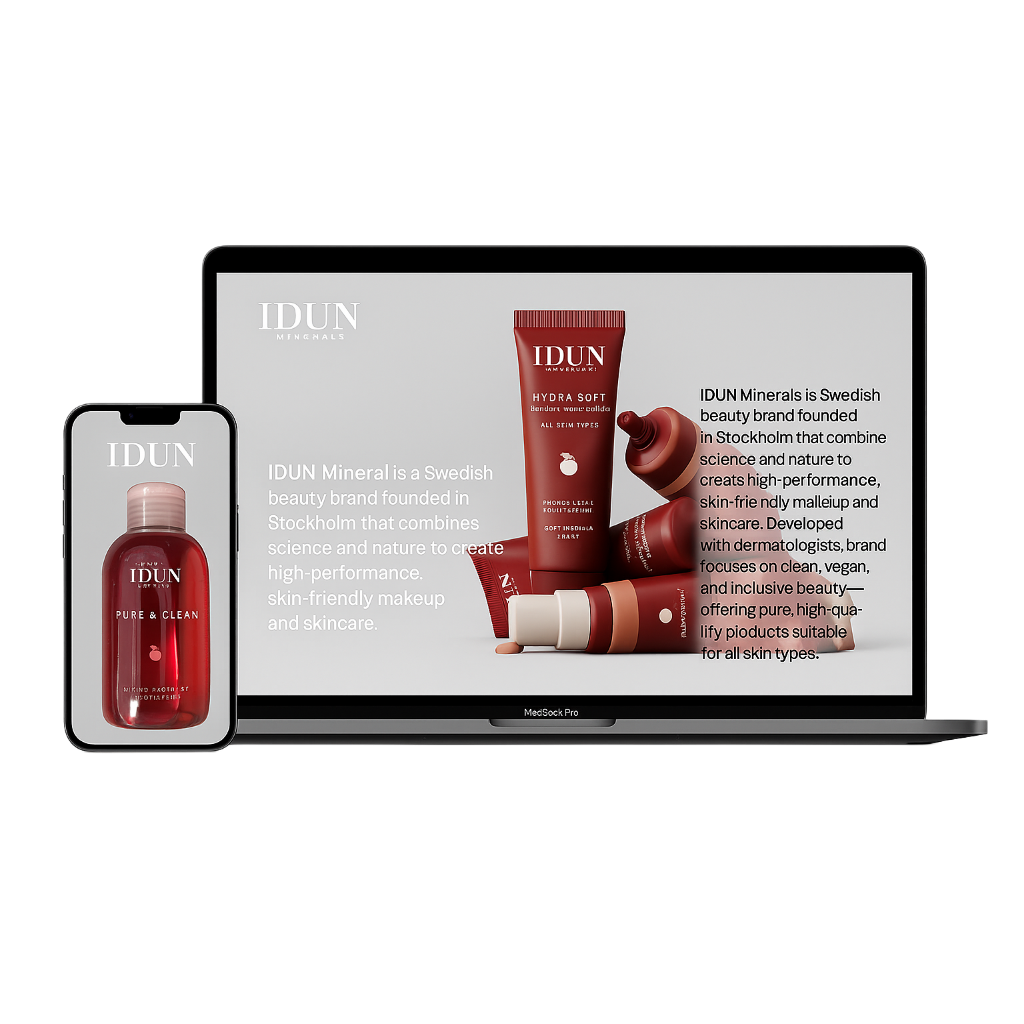 IDUN
IDUN
PURE & CLEAN
IDUN
MINGHALS
IDUN Mineral is a Swedish
beauty brand founded in
Stockholm that combines
science and nature to create
high-performance.
skin-friendly makeup
and skincare.
IDUN
HYDRA SOFT
ALL SEIM TYPES
IDUN Minerals is Swedish
beauty brand founded
in Stockholm that combine
science and nature to
creats high-performance,
skin-frie ndly malleiup and
skincare. Developed
with dermatologists, brand
focuses on clean, vegan,
and inclusive beauty—
offering pure, high-qua-
lify pioducts suitable
for all skin types.
MedSock Pro